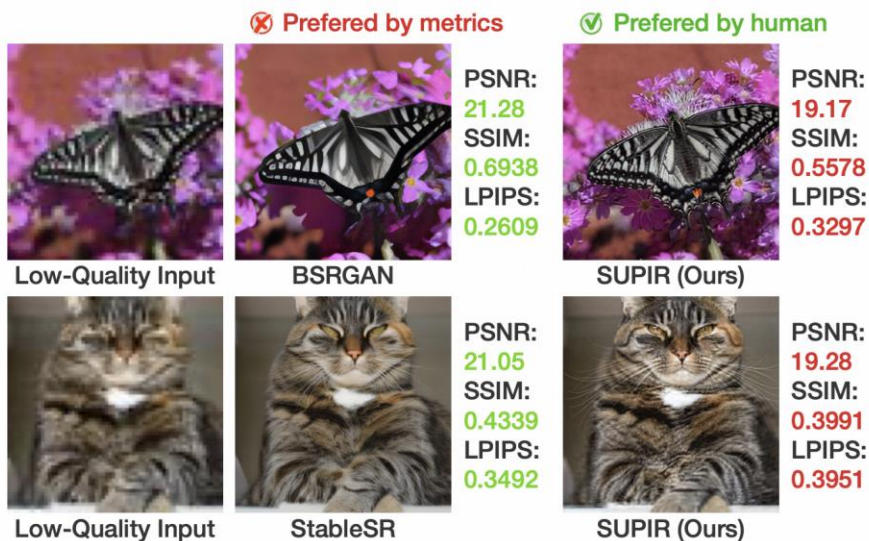 Prefered by metrics
Prefered by human
PSNR:
21.28
SSIM:
0.6938
LPIPS:
0.2609
PSNR:
19.17
SSIM:
0.5578
LPIPS:
0.3297
Low-Quality Input
BSRGAN
SUPIR (Ours)
PSNR:
21.05
SSIM:
0.4339
LPIPS:
0.3492
PSNR:
19.28
SSIM:
0.3991
LPIPS:
0.3951
Low-Quality Input
StableSR
SUPIR (Ours)